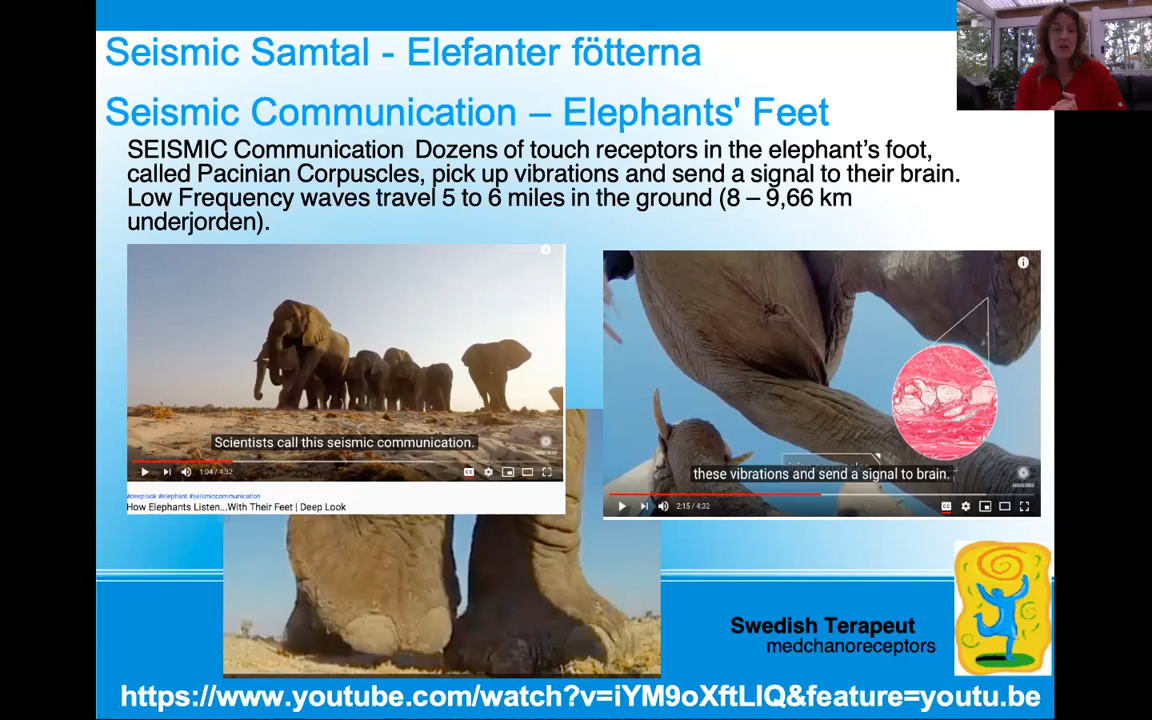 Seismic Samtal - Elefanter fötterna
Seismic Communication – Elephants' Feet
SEISMIC Communication Dozens of touch receptors in the elephant's foot,
called Pacinian Corpuscles, pick up vibrations and send a signal to their brain.
Low Frequency waves travel 5 to 6 miles in the ground (8 – 9,66 km
underjorden).
Scientists call this seismic communication.
1:04 / 4:32
#deeplook #elephant #seismiccommunication
How Elephants Listen...With Their Feet | Deep Look
these vibrations and send a signal to brain.
2:15 / 4:32
Swedish Terapeut
medchanoreceptors
https://www.youtube.com/watch?v=iYM9oXftLIQ&feature=youtu.be